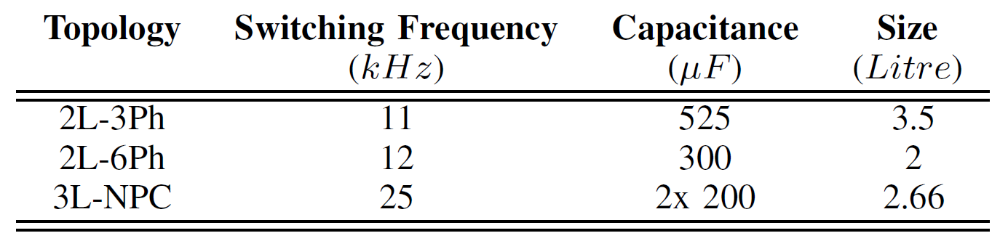 Topology Switching Frequency Capacitance Size
(kHz) (μF) (Litre)
2L-3Ph 11 525 3.5
2L-6Ph 12 300 2
3L-NPC 25 2x 200 2.66